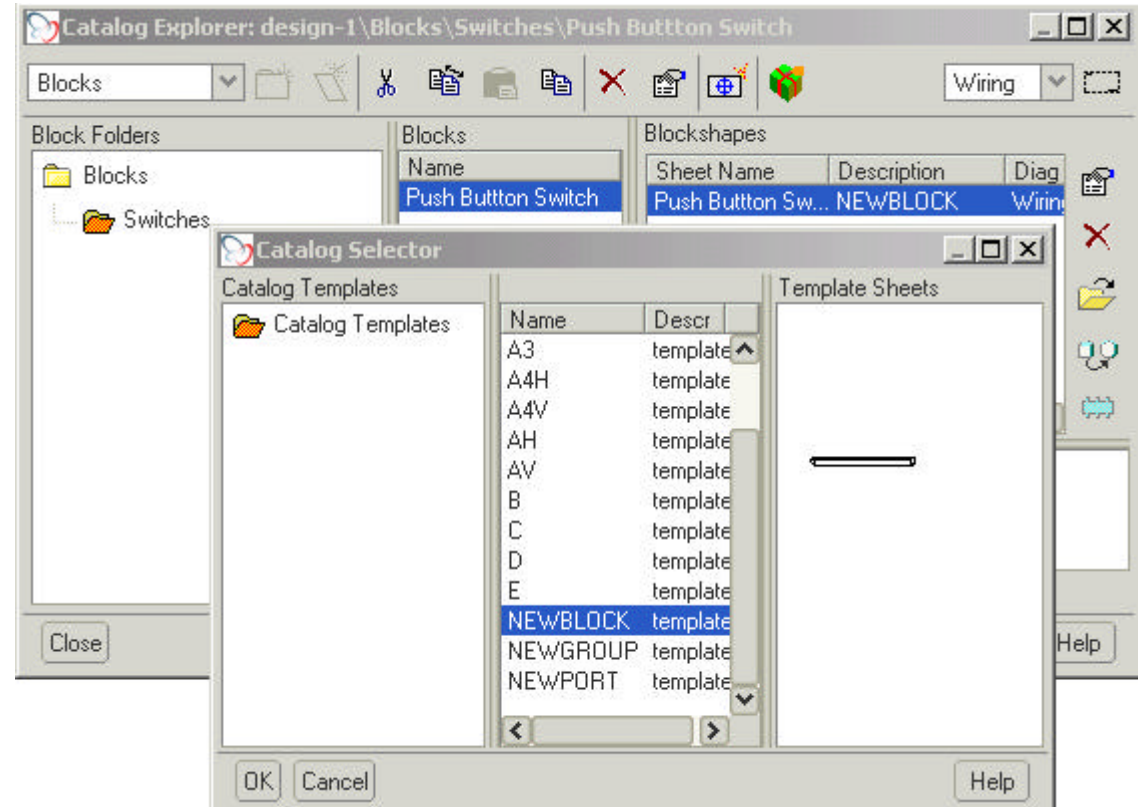 Catalog Explorer: design-1\Blocks\Switches\Push Buttton Switch
Blocks
Wiring
Block Folders
Blocks
Blockshapes
Blocks
Switches
Name
Push Buttton Switch
Sheet Name Description Diag
Push Buttton Sw... NEWBLOCK Wiring
Catalog Selector
Catalog Templates
Template Sheets
Catalog Templates
Name Descr
A3 template
A4H template
A4V template
AH template
AV template
B template
C template
D template
E template
NEWBLOCK template
NEWGROUP template
NEWPORT template
Close
Help
OK Cancel
Help